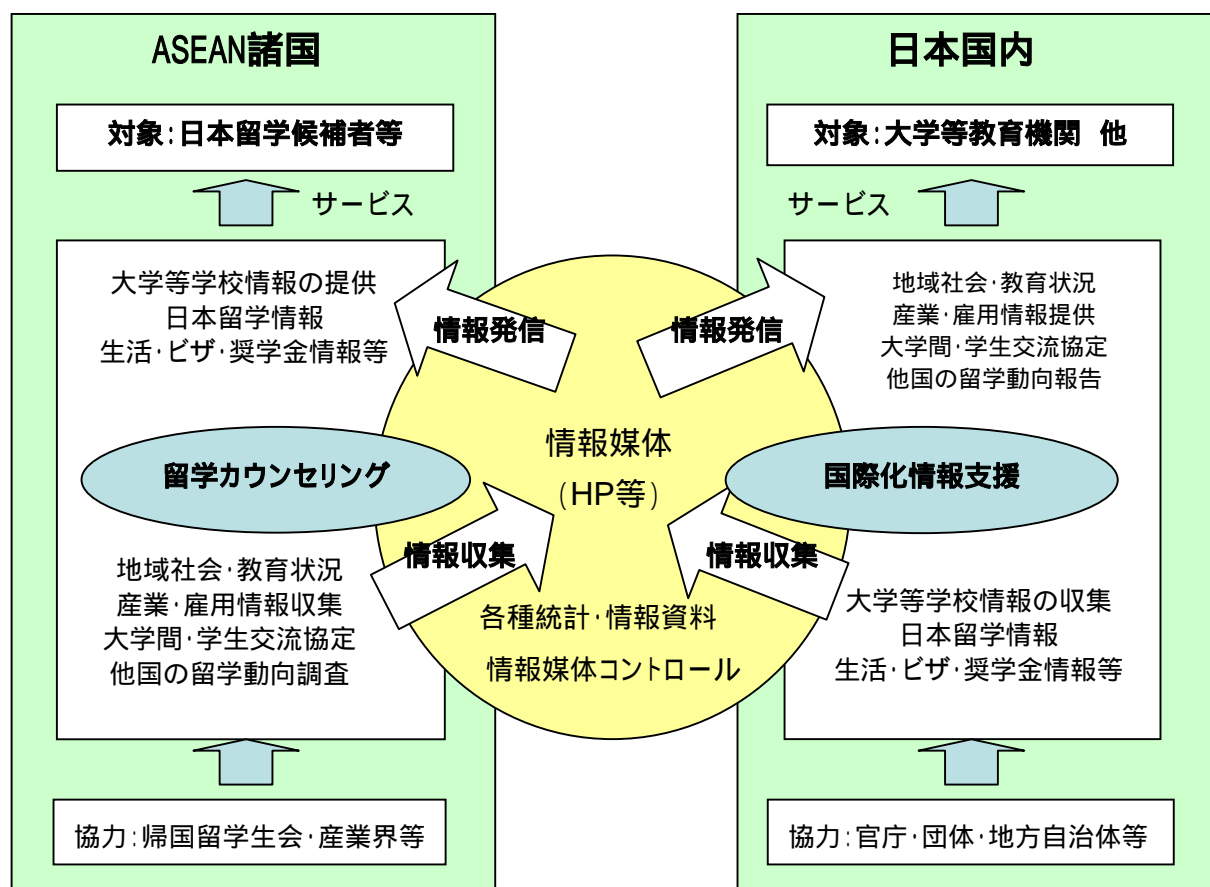 ASEAN諸国
対象:日本留学候補者等
サービス
大学等学校情報の提供
日本留学情報
生活・ビザ・奨学金情報等
情報発信
留学カウンセリング
情報収集
地域社会・教育状況
産業・雇用情報収集
大学間・学生交流協定
他国の留学動向調査
協力:帰国留学生会・産業界等
情報媒体
(HP等)
各種統計・情報資料
情報媒体コントロール
日本国内
対象:大学等教育機関 他
サービス
地域社会・教育状況
産業・雇用情報提供
大学間・学生交流協定
他国の留学動向報告
情報発信
国際化情報支援
情報収集
大学等学校情報の収集
日本留学情報
生活・ビザ・奨学金情報等
協力:官庁・団体・地方自治体等